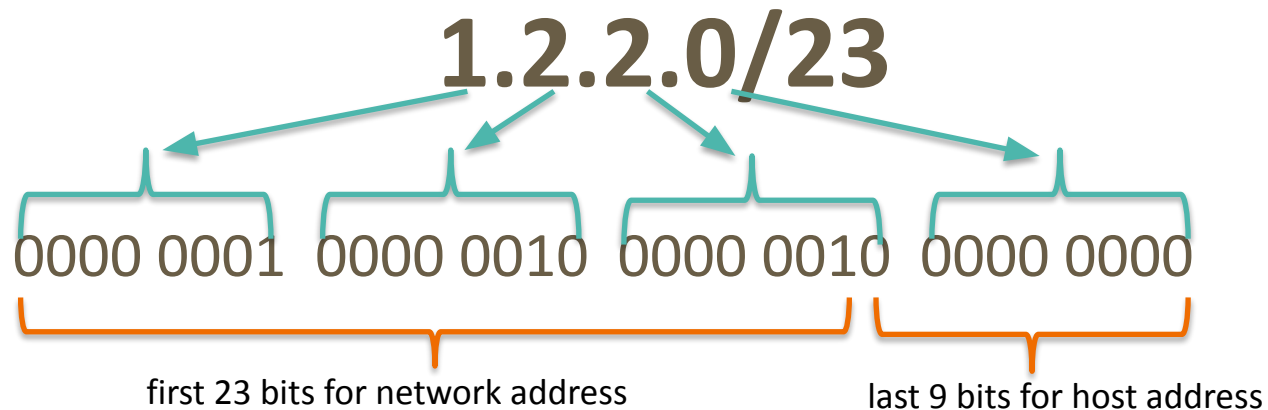 1.2.2.0/23
0000 0001 0000 0010 0000 0010 0000 0000
first 23 bits for network address
last 9 bits for host address